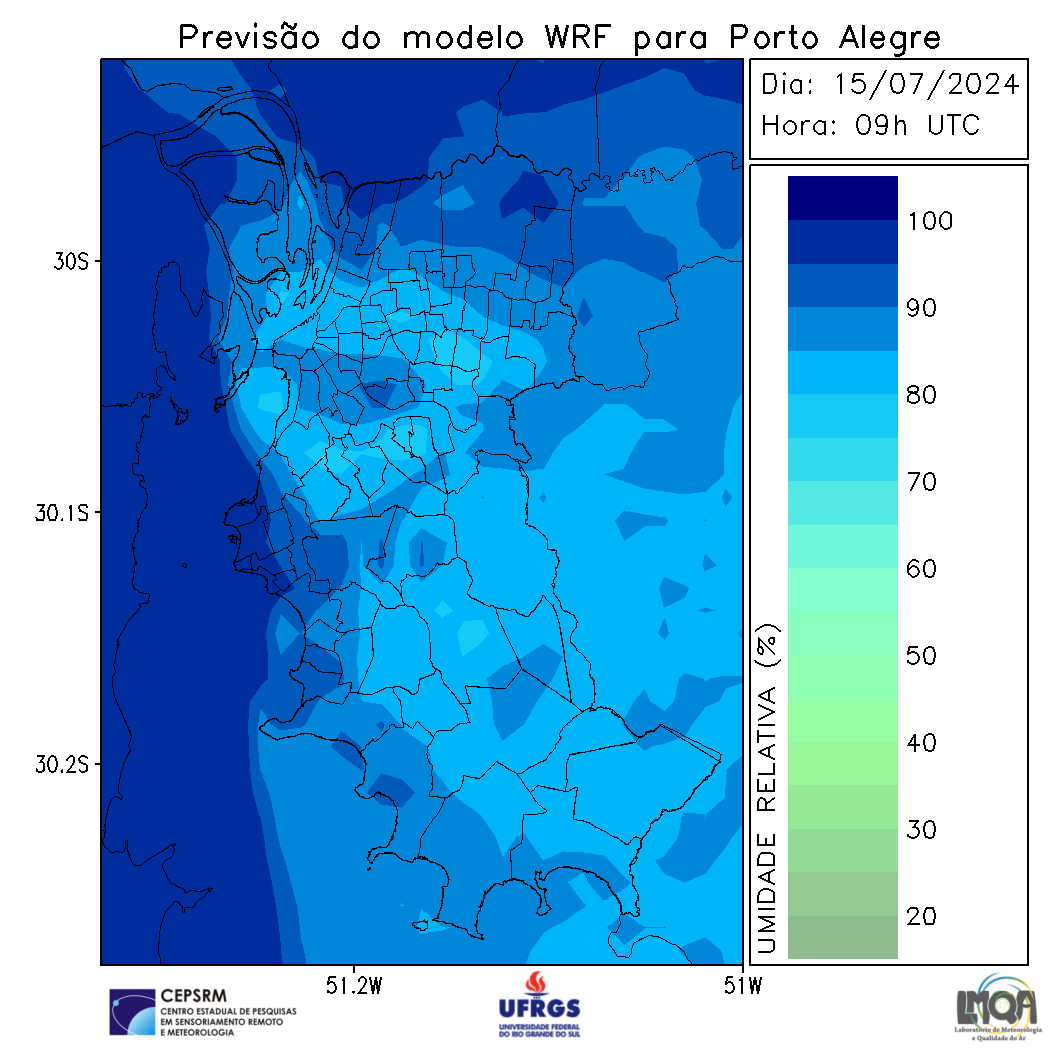 Previsão do modelo WRF para Porto Alegre
Dia: 15/07/2024
Hora: 09h UTC
30S
30.1S
30.2S
51.2W
51W
UMIDADE RELATIVA (%)
100
90
80
70
60
50
40
30
20
CEPSRM
CENTRO ESTADUAL DE PESQUISAS
EM SENSORIAMENTO REMOTO
E METEOROLOGIA
UFRGS
UNIVERSIDADE FEDERAL
DO RIO GRANDE DO SUL
LMQA
Laboratório de Meteorologia
e Qualidade do Ar